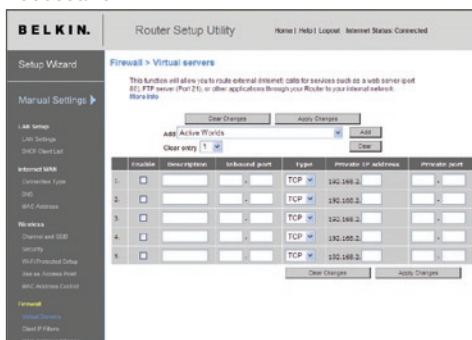 BELKIN.
Router Setup Utility
Home | Help | Logout Internet Status: Connected
Setup Wizard
Manual Settings
LAN Setup
LAN Settings
DHCP Client List
Internet WAN
Connection Type
DNS
MAC Address
Wireless
Channel and SSID
Security
Wi-Fi Protected Setup
Use as Access Point
MAC Address Control
Firewall
Virtual Servers
Client IP Filters
Firewall > Virtual servers
This function will allow you to route external (Internet) calls for services such as a web server (port
80), FTP server (Port 21), or other applications through your Router to your internal network.
More Info
Clear Changes Apply Changes
Add Active Worlds Add
Clear entry 1 Clear
Enable Description Inbound port Type Private IP address Private port
1. - TCP 192.168.2. -
2. - TCP 192.168.2. -
3. - TCP 192.168.2. -
4. - TCP 192.168.2. -
5. - TCP 192.168.2. -
Clear Changes Apply Changes